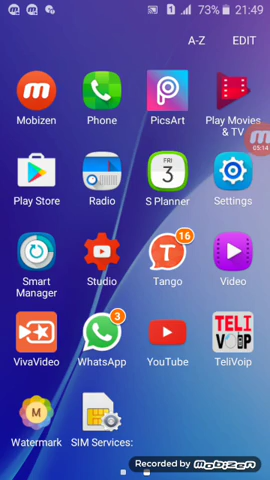 1 73% 21:49
A-Z EDIT
Mobizen Phone PicsArt Play Movies
& TV
05:14
FRI
3
Play Store Radio S Planner Settings
16
T
Smart
Manager
Studio Tango Video
3
TELI
VOIP
VivaVideo WhatsApp YouTube TeliVoip
M
Watermark SIM Services:
Recorded by mobizen